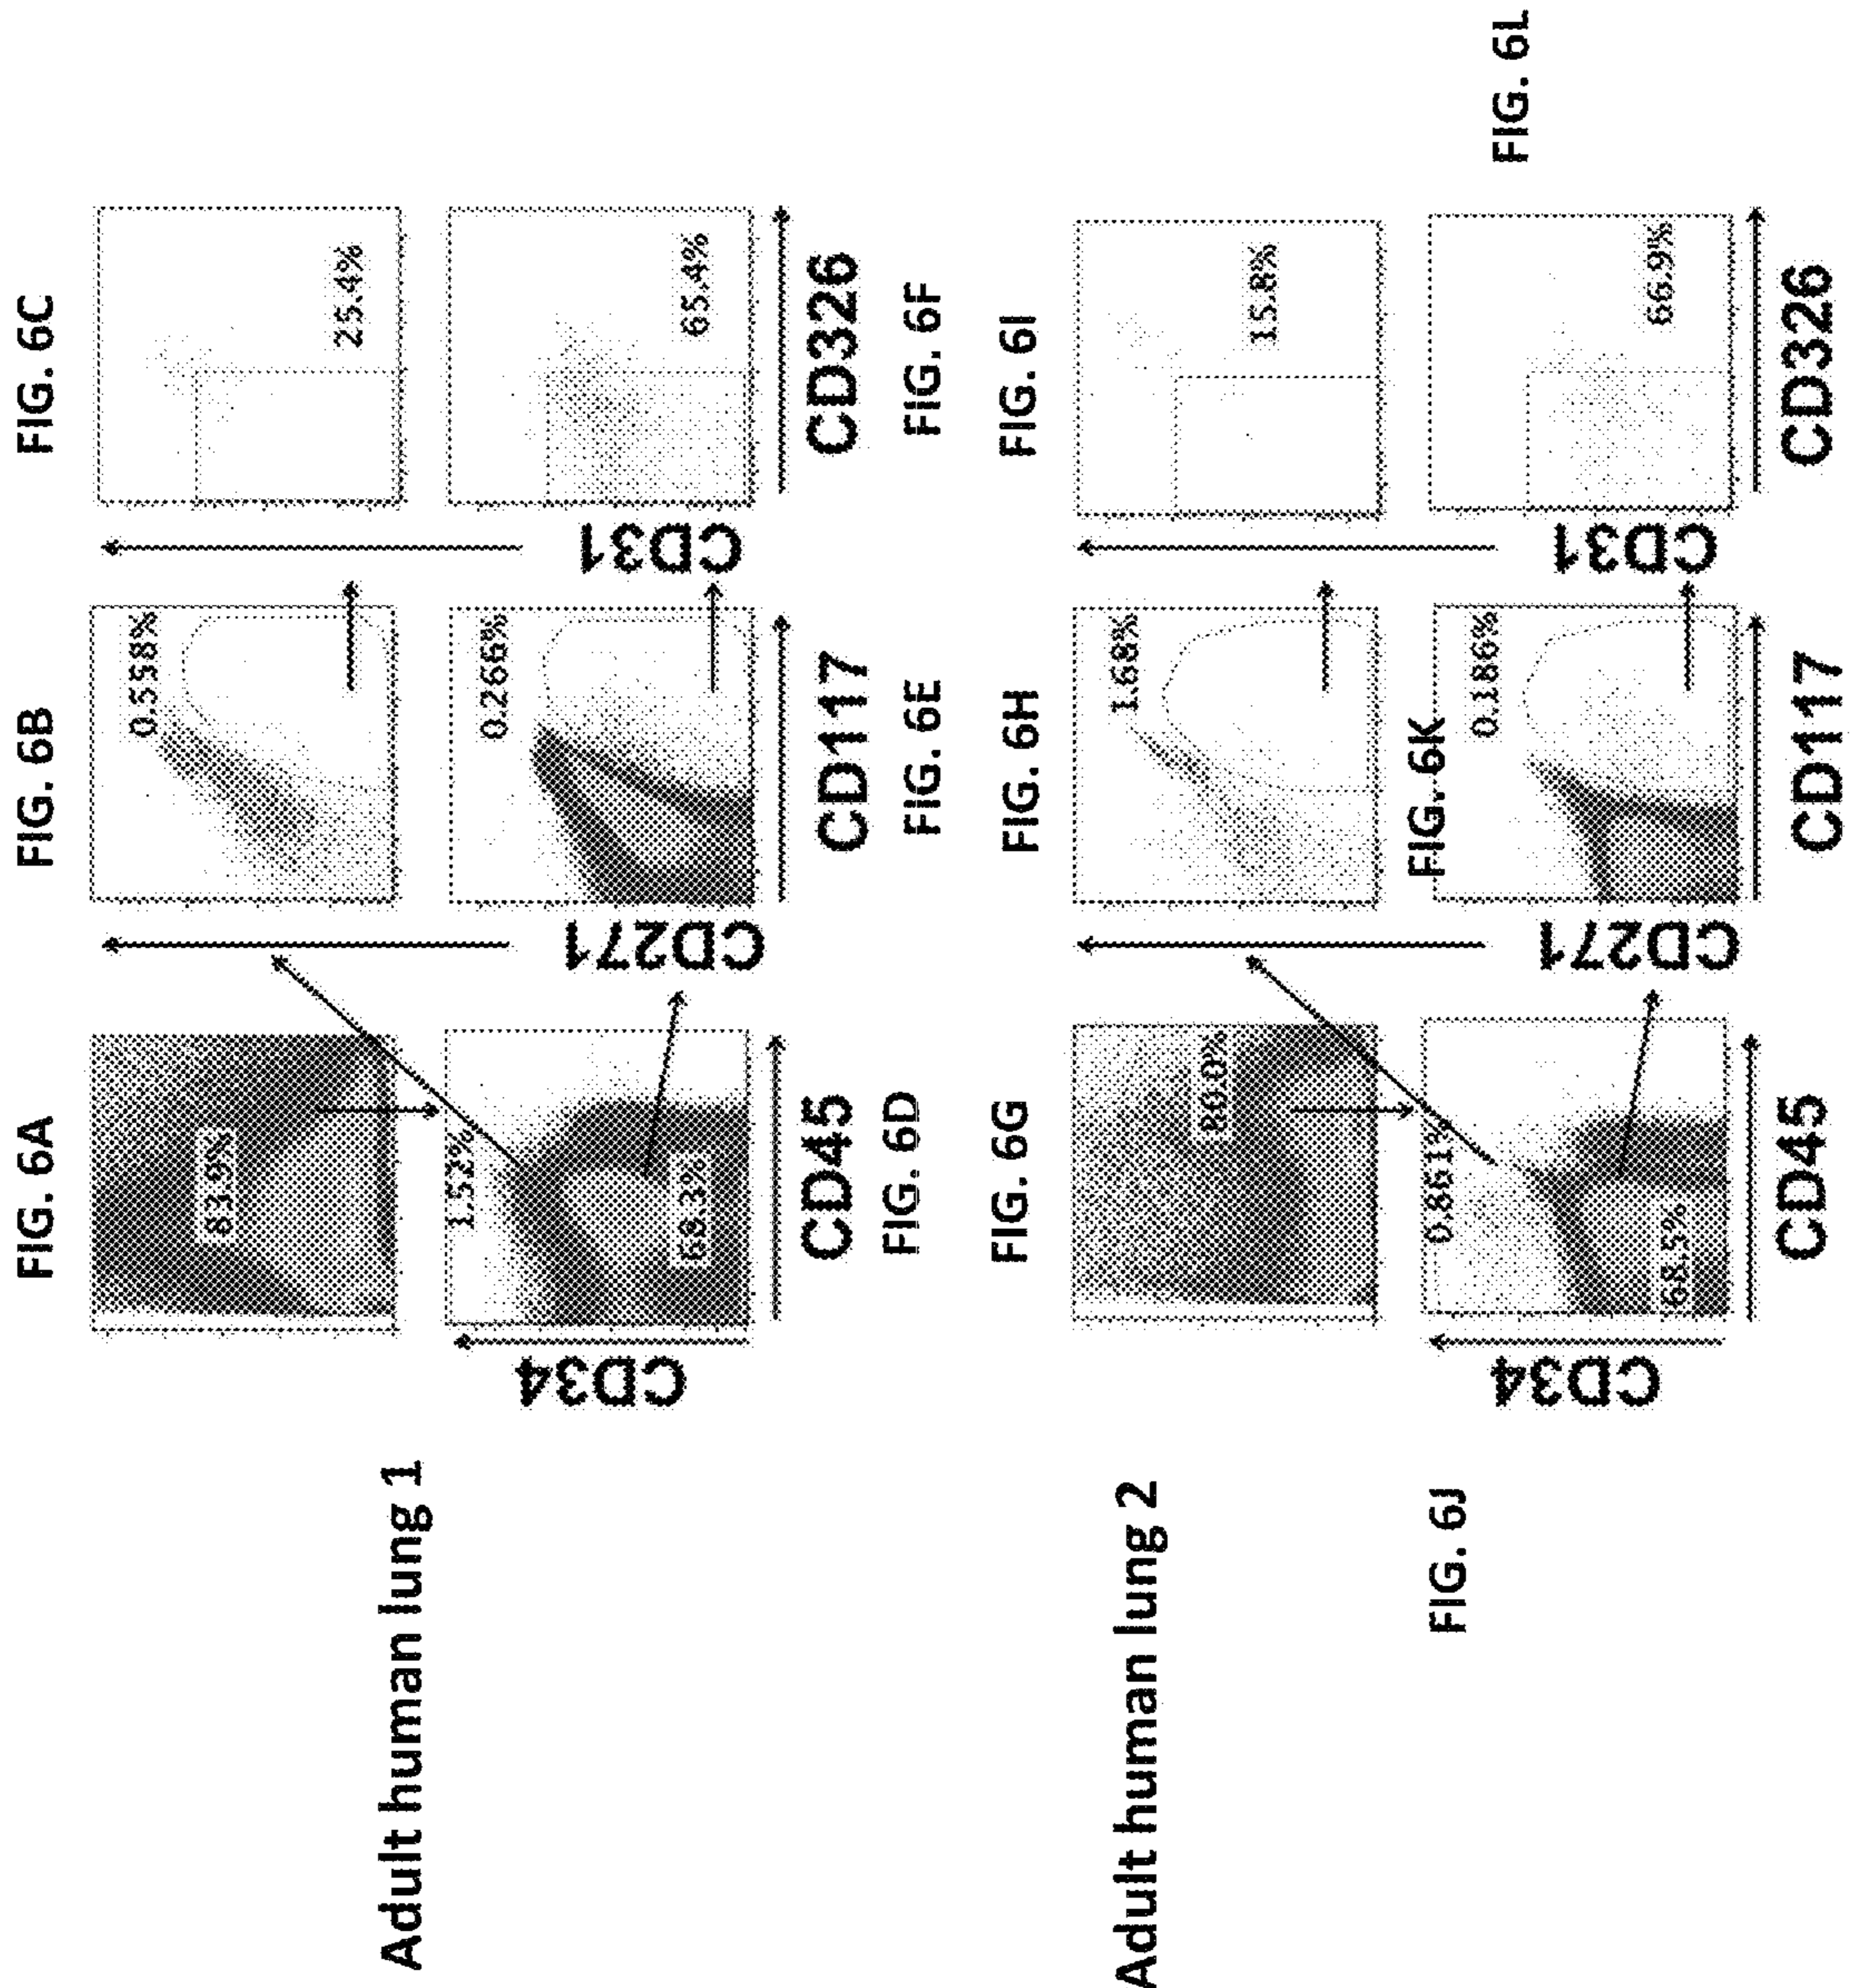 FIG. 6A
FIG. 6B
FIG. 6C
83.9%
0.558%
25.4%
Adult human lung 1
1.52%
0.266%
68.3%
65.4%
CD34
CD271
CD31
CD45
CD117
CD326
FIG. 6D
FIG. 6E
FIG. 6F
FIG. 6G
FIG. 6H
FIG. 6I
80.0%
1.68%
15.8%
Adult human lung 2
FIG. 6J
FIG. 6K
FIG. 6L
0.861%
0.186%
68.5%
66.9%
CD34
CD271
CD31
CD45
CD117
CD326